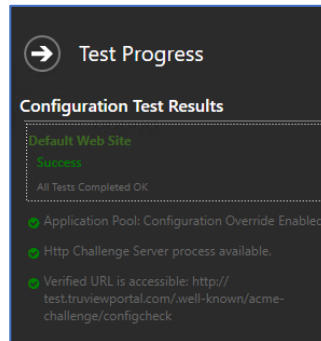 Test Progress
Configuration Test Results
Default Web Site
Success
All Tests Completed OK
Application Pool: Configuration Override Enabled
Http Challenge Server process available.
Verified URL is accessible: http://
test.truviewportal.com/.well-known/acme-
challenge/configcheck